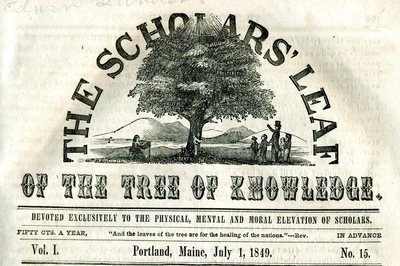 THE SCHOLARS' LEAF
OF THE TREE OF KNOWLEDGE.
DEVOTED EXCLUSIVELY TO THE PHYSICAL, MENTAL AND MORAL ELEVATION OF SCHOLARS.
FIFTY CTS. A YEAR, "And the leaves of the tree are for the healing of the nations."—Rev. IN ADVANCE
Vol. I. Portland, Maine, July 1, 1849. No. 15.